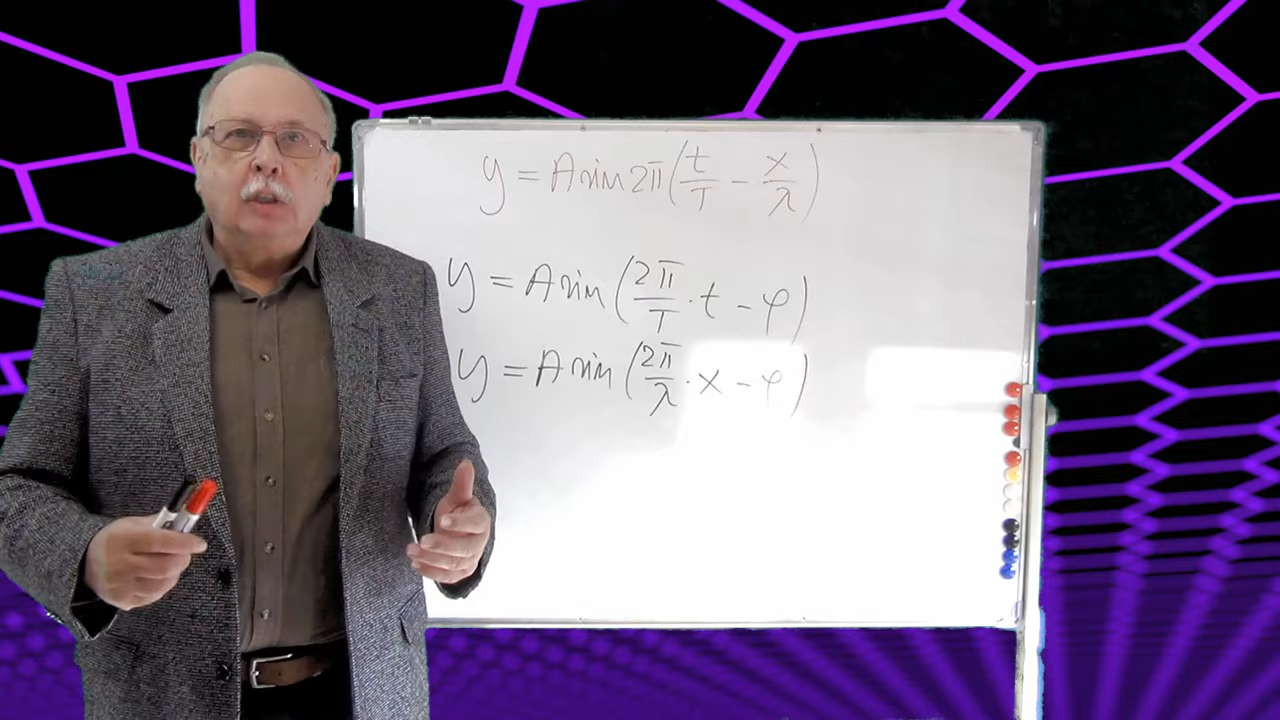 y = A sin 2π (t/T − x/λ)
y = A sin (2π/T · t − φ)
y = A sin (2π/λ · x − φ)